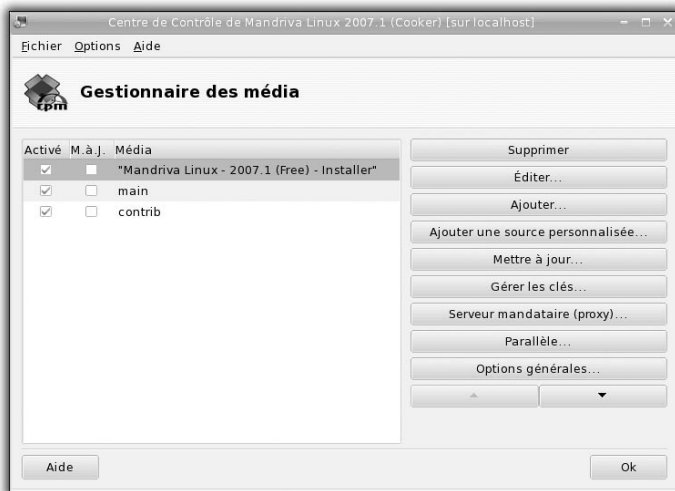 Centre de Contrôle de Mandriva Linux 2007.1 (Cooker) [sur localhost]
Fichier Options Aide
rpm
Gestionnaire des média
Activé M.à.J. Média
"Mandriva Linux - 2007.1 (Free) - Installer"
main
contrib
Supprimer
Éditer...
Ajouter...
Ajouter une source personnalisée...
Mettre à jour...
Gérer les clés...
Serveur mandataire (proxy)...
Parallèle...
Options générales...
Aide
Ok